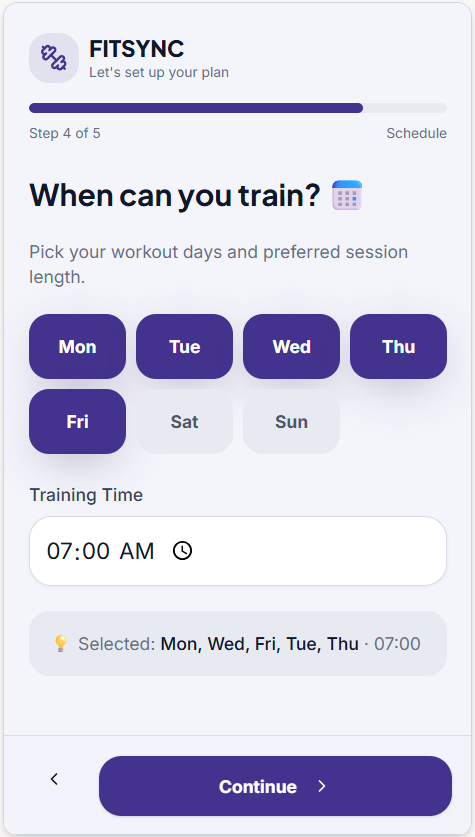 FITSYNC
Let's set up your plan
Step 4 of 5
Schedule
When can you train?
Pick your workout days and preferred session
length.
Mon
Tue
Wed
Thu
Fri
Sat
Sun
Training Time
07:00 AM
Selected: Mon, Wed, Fri, Tue, Thu · 07:00
Continue